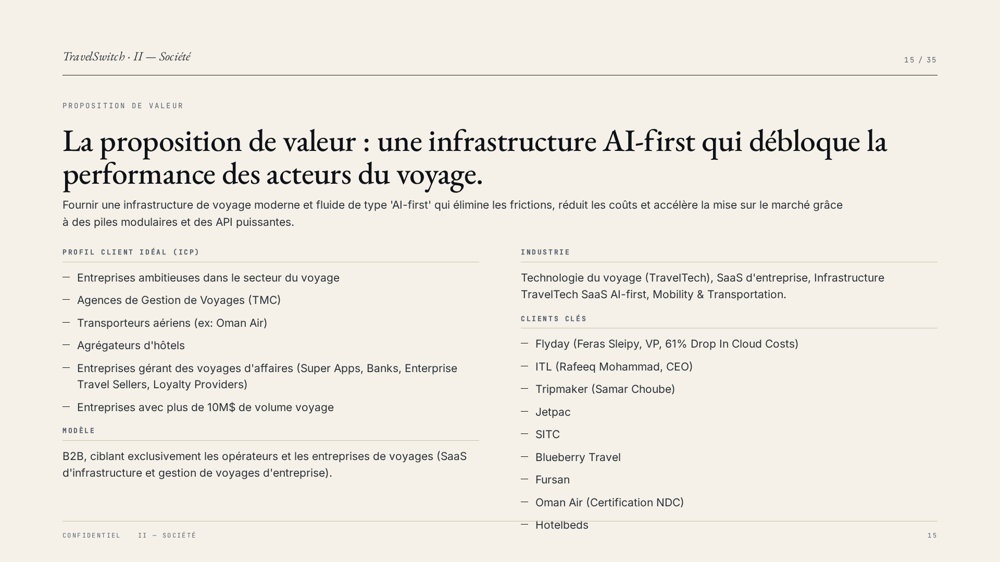 TravelSwitch · II — Société
15 / 35
PROPOSITION DE VALEUR
La proposition de valeur : une infrastructure AI-first qui débloque la
performance des acteurs du voyage.
Fournir une infrastructure de voyage moderne et fluide de type 'AI-first' qui élimine les frictions, réduit les coûts et accélère la mise sur le marché grâce
à des piles modulaires et des API puissantes.
PROFIL CLIENT IDÉAL (ICP)
— Entreprises ambitieuses dans le secteur du voyage
— Agences de Gestion de Voyages (TMC)
— Transporteurs aériens (ex: Oman Air)
— Agrégateurs d'hôtels
— Entreprises gérant des voyages d'affaires (Super Apps, Banks, Enterprise
Travel Sellers, Loyalty Providers)
— Entreprises avec plus de 10M$ de volume voyage
MODÈLE
B2B, ciblant exclusivement les opérateurs et les entreprises de voyages (SaaS
d'infrastructure et gestion de voyages d'entreprise).
INDUSTRIE
Technologie du voyage (TravelTech), SaaS d'entreprise, Infrastructure
TravelTech SaaS AI-first, Mobility & Transportation.
CLIENTS CLÉS
— Flyday (Feras Sleipy, VP, 61% Drop In Cloud Costs)
— ITL (Rafeeq Mohammad, CEO)
— Tripmaker (Samar Choube)
— Jetpac
— SITC
— Blueberry Travel
— Fursan
— Oman Air (Certification NDC)
— Hotelbeds
CONFIDENTIEL II — SOCIÉTÉ
15